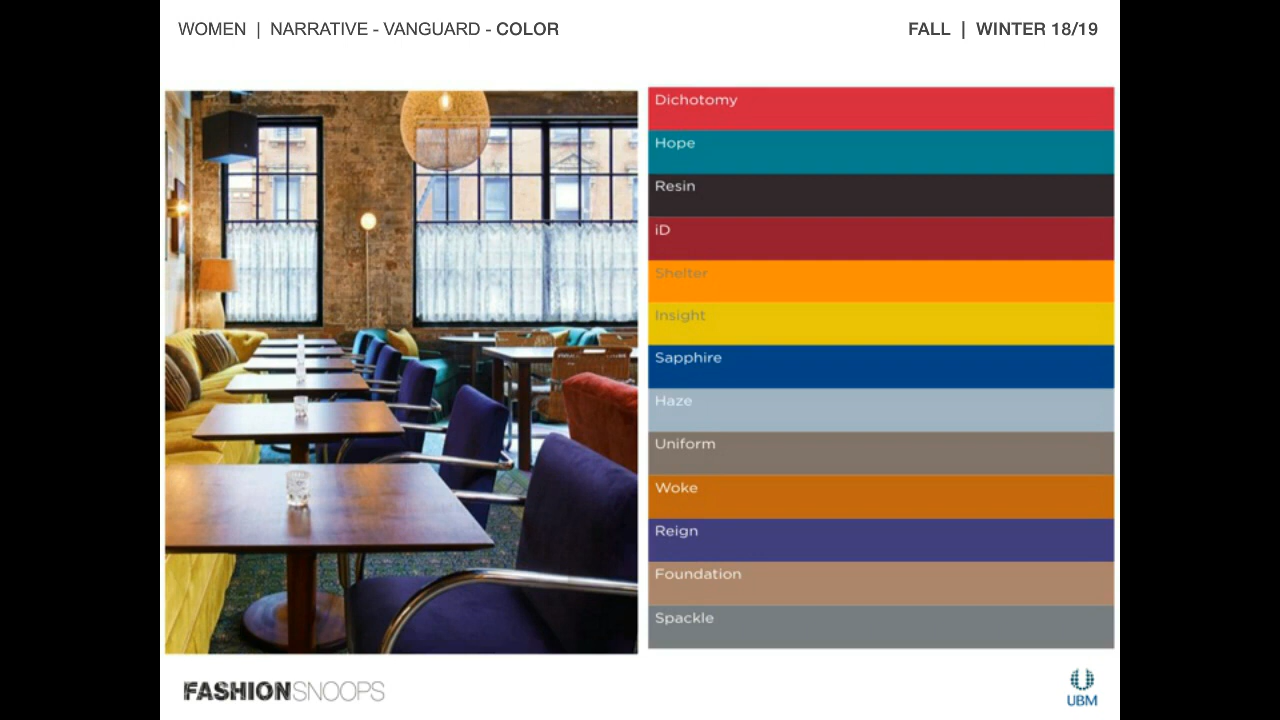 WOMEN | NARRATIVE - VANGUARD - COLOR
FALL | WINTER 18/19
Dichotomy
Hope
Resin
iD
Shelter
Insight
Sapphire
Haze
Uniform
Woke
Reign
Foundation
Spackle
FASHIONSNOOPS
UBM